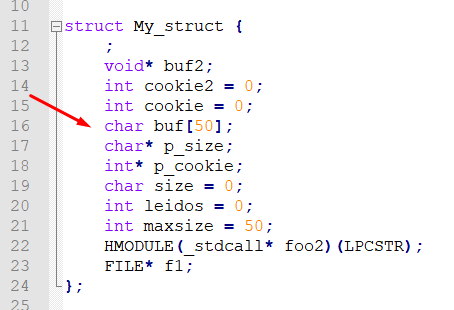 10
11 struct My_struct {
12 ;
13 void* buf2;
14 int cookie2 = 0;
15 int cookie = 0;
16 char buf[50];
17 char* p_size;
18 int* p_cookie;
19 char size = 0;
20 int leidos = 0;
21 int maxsize = 50;
22 HMODULE(_stdcall* foo2)(LPCSTR);
23 FILE* f1;
24 };
25